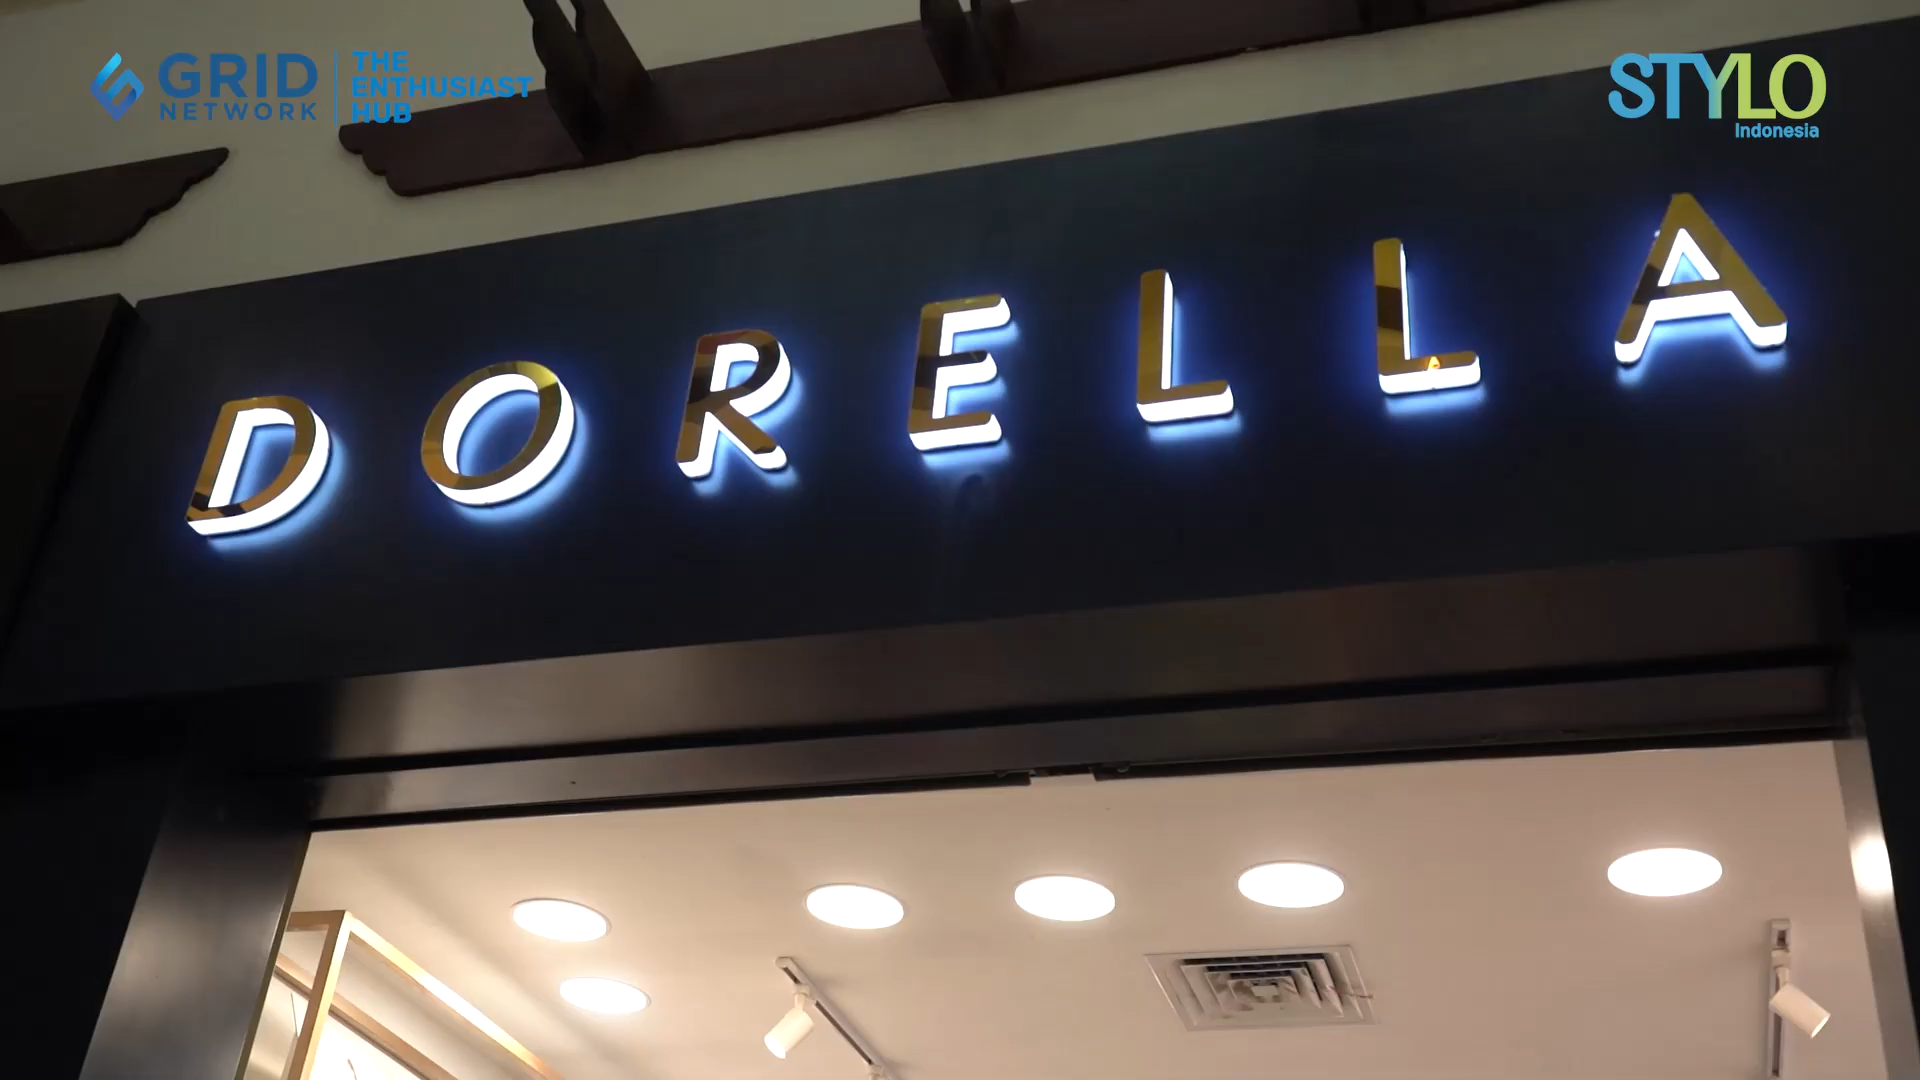 GRID
NETWORK
THE
ENTHUSIAST
HUB
STYLO
Indonesia
DORELLA